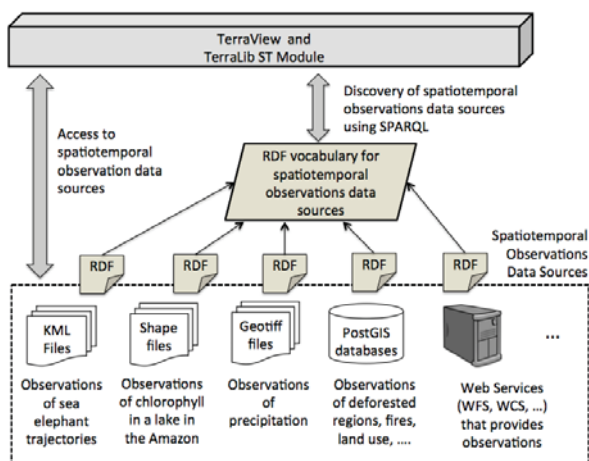 TerraView and
TerraLib ST Module
Access to
spatiotemporal
observation data
sources
Discovery of spatiotemporal
observations data sources
using SPARQL
RDF vocabulary for
spatiotemporal
observations data
sources
Spatiotemporal
Observations
Data Sources
RDF
RDF
RDF
RDF
RDF
KML
Files
Shape
files
Geotiff
files
PostGIS
databases
...
Observations
of sea
elephant
trajectories
Observations
of chlorophyll
in a lake in
the Amazon
Observations
of
precipitation
Observations
of deforested
regions, fires,
land use, ....
Web Services
(WFS, WCS, ...)
that provides
observations